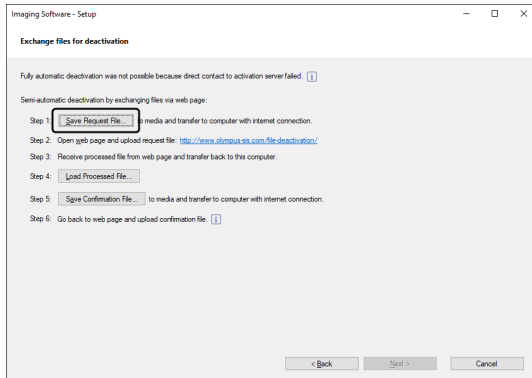 Imaging Software - Setup
Exchange files for deactivation
Fully automatic deactivation was not possible because direct contact to activation server failed. i
Semi-automatic deactivation by exchanging files via web page:
Step 1: Save Request File... to media and transfer to computer with internet connection.
Step 2: Open web page and upload request file: http://www.olympus-sis.com/file-deactivation/
Step 3: Receive processed file from web page and transfer back to this computer.
Step 4: Load Processed File...
Step 5: Save Confirmation File... to media and transfer to computer with internet connection.
Step 6: Go back to web page and upload confirmation file. i
< Back Next > Cancel